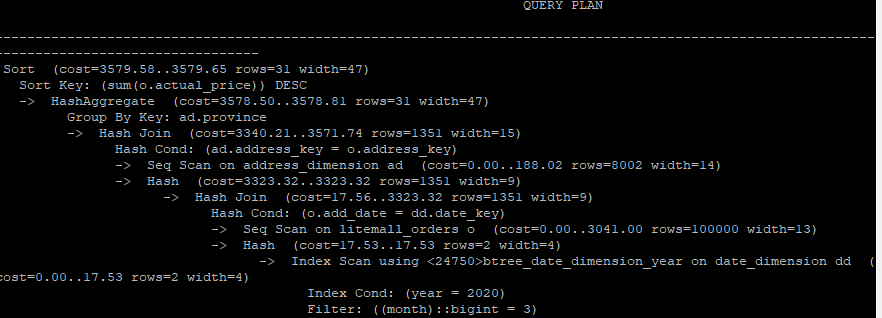 QUERY PLAN
--------------------------------------------------------------------------------------------------------------
---------------------------------
Sort  (cost=3579.58..3579.65 rows=31 width=47)
  Sort Key: (sum(o.actual_price)) DESC
  ->  HashAggregate  (cost=3578.50..3578.81 rows=31 width=47)
        Group By Key: ad.province
        ->  Hash Join  (cost=3340.21..3571.74 rows=1351 width=15)
              Hash Cond: (ad.address_key = o.address_key)
              ->  Seq Scan on address_dimension ad  (cost=0.00..188.02 rows=8002 width=14)
              ->  Hash  (cost=3323.32..3323.32 rows=1351 width=9)
                    ->  Hash Join  (cost=17.56..3323.32 rows=1351 width=9)
                          Hash Cond: (o.add_date = dd.date_key)
                          ->  Seq Scan on litemall_orders o  (cost=0.00..3041.00 rows=100000 width=13)
                          ->  Hash  (cost=17.53..17.53 rows=2 width=4)
                                ->  Index Scan using <24750>btree_date_dimension_year on date_dimension dd  (
cost=0.00..17.53 rows=2 width=4)
                                      Index Cond: (year = 2020)
                                      Filter: ((month)::bigint = 3)